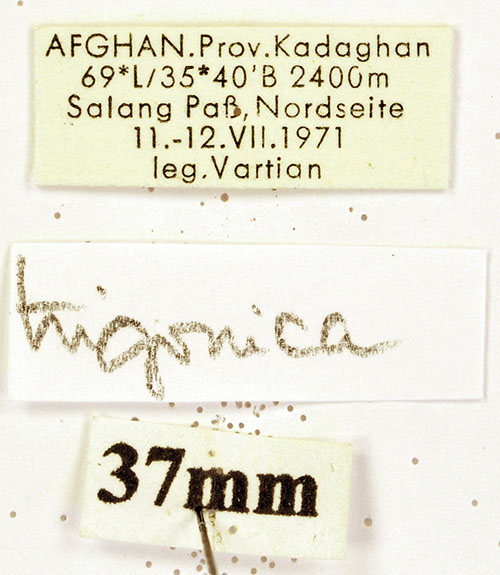 AFGHAN.Prov.Kadaghan
69*L/35*40'B 2400m
Salang Paß, Nordseite
11.-12.VII.1971
leg.Vartian
trigonica
37mm